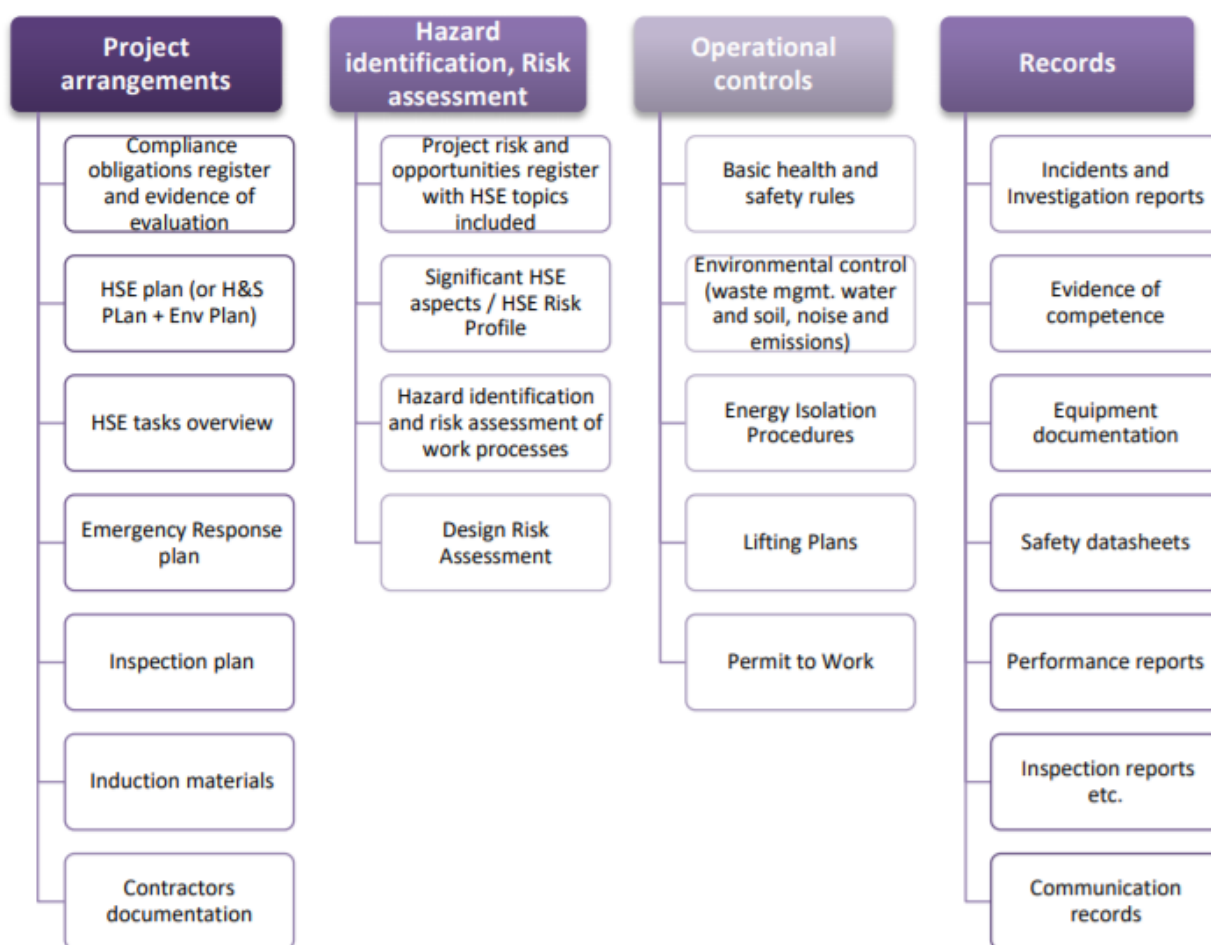 Project
arrangements
Compliance
obligations register
and evidence of
evaluation
HSE plan (or H&S
PLan + Env Plan)
HSE tasks overview
Emergency Response
plan
Inspection plan
Induction materials
Contractors
documentation
Hazard
identification, Risk
assessment
Project risk and
opportunities register
with HSE topics
included
Significant HSE
aspects / HSE Risk
Profile
Hazard identification
and risk assessment of
work processes
Design Risk
Assessment
Operational
controls
Basic health and
safety rules
Environmental control
(waste mgmt. water
and soil, noise and
emissions)
Energy Isolation
Procedures
Lifting Plans
Permit to Work
Records
Incidents and
Investigation reports
Evidence of
competence
Equipment
documentation
Safety datasheets
Performance reports
Inspection reports
etc.
Communication
records